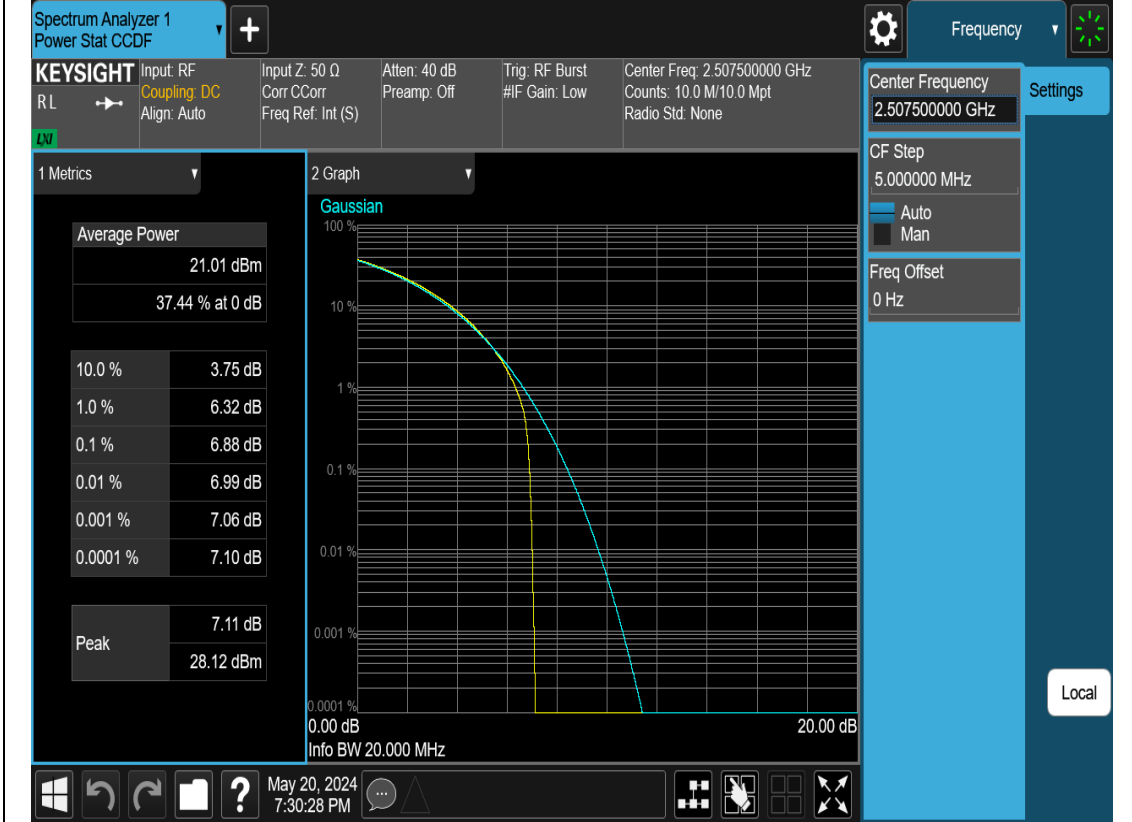 Spectrum Analyzer 1
Power Stat CCDF
+
Frequency
KEYSIGHT
RL
LXI
Input: RF
Coupling: DC
Align: Auto
Input Z: 50 Ω
Corr CCorr
Freq Ref: Int (S)
Atten: 40 dB
Preamp: Off
Trig: RF Burst
#IF Gain: Low
Center Freq: 2.507500000 GHz
Counts: 10.0 M/10.0 Mpt
Radio Std: None
Center Frequency
2.507500000 GHz
Settings
CF Step
5.000000 MHz
Auto
Man
Freq Offset
0 Hz
Local
1 Metrics
Average Power
21.01 dBm
37.44 % at 0 dB
10.0 % 3.75 dB
1.0 % 6.32 dB
0.1 % 6.88 dB
0.01 % 6.99 dB
0.001 % 7.06 dB
0.0001 % 7.10 dB
Peak
7.11 dB
28.12 dBm
2 Graph
Gaussian
100 %
10 %
1 %
0.1 %
0.01 %
0.001 %
0.0001 %
0.00 dB 20.00 dB
Info BW 20.000 MHz
?
May 20, 2024
7:30:28 PM